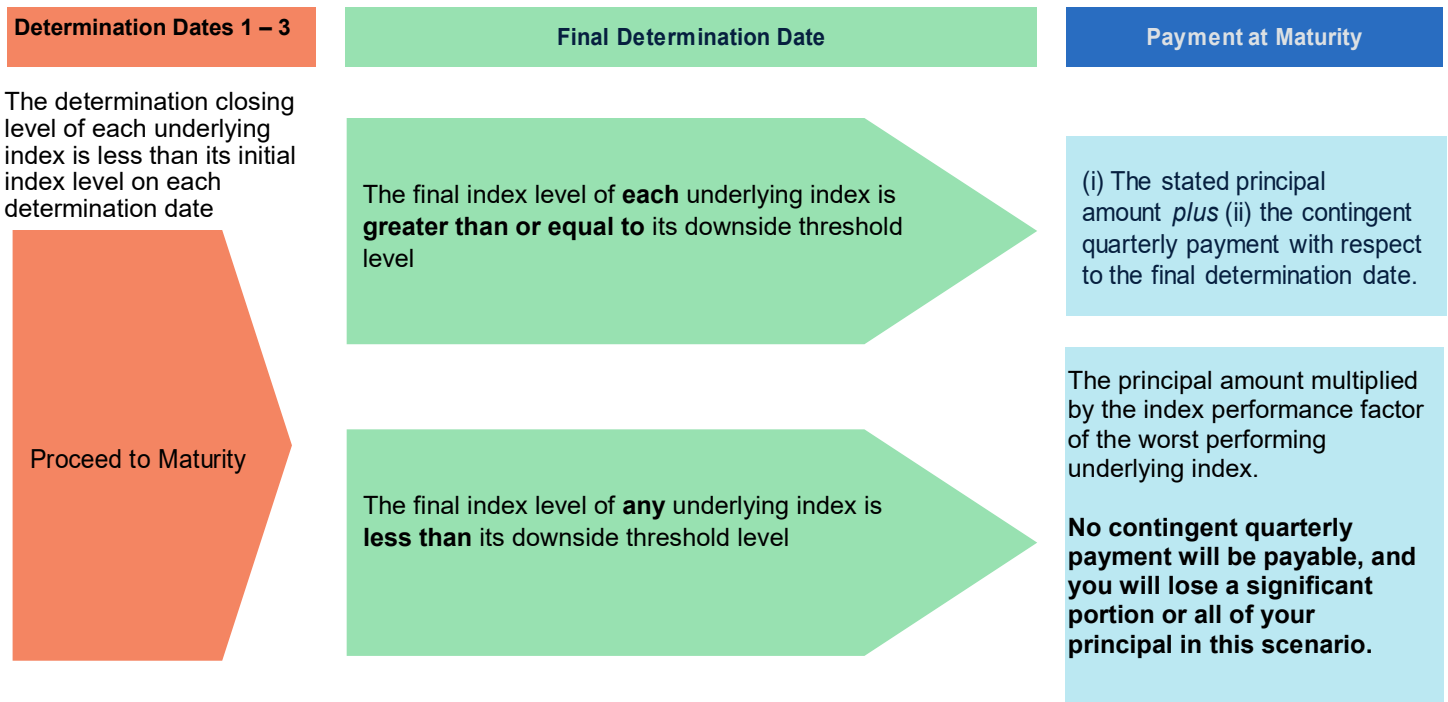 Determination Dates 1 – 3
Final Determination Date
Payment at Maturity
The determination closing
level of each underlying
index is less than its initial
index level on each
determination date
Proceed to Maturity
The final index level of each underlying index is
greater than or equal to its downside threshold
level
(i) The stated principal
amount plus (ii) the contingent
quarterly payment with respect
to the final determination date.
The final index level of any underlying index is
less than its downside threshold level
The principal amount multiplied
by the index performance factor
of the worst performing
underlying index.
No contingent quarterly
payment will be payable, and
you will lose a significant
portion or all of your
principal in this scenario.